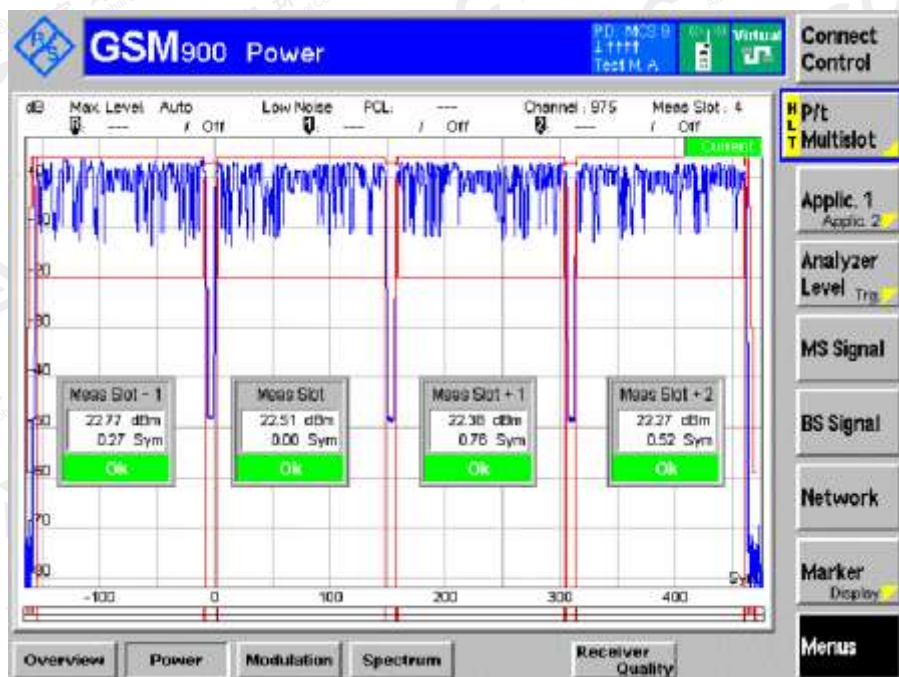 R S
GSM900 Power
PD: MCS 9
Test M. A
Virtual
Connect Control
dB Max. Level Auto Low Noise PCL: --- Channel : 975 Meas Slot : 4
--- / Off 1 --- / Off 2 --- / Off
Current
H L T
P/t Multislot
Applic. 1
Applic. 2
Analyzer Level Trg.
MS Signal
BS Signal
Network
Marker
Display
Menus
-20
-40
-50
-60
-70
Meas Slot - 1
22.77 dBm
0.27 Sym
Ok
Meas Slot
22.51 dBm
0.00 Sym
Ok
Meas Slot + 1
22.38 dBm
0.76 Sym
Ok
Meas Slot + 2
22.27 dBm
0.52 Sym
Ok
-100 0 100 200 300 400
Overview Power Modulation Spectrum Receiver Quality